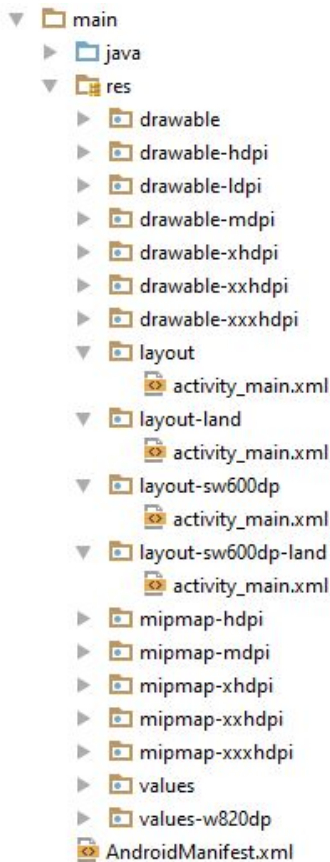 main
java
res
drawable
drawable-hdpi
drawable-ldpi
drawable-mdpi
drawable-xhdpi
drawable-xxhdpi
drawable-xxxhdpi
layout
activity_main.xml
layout-land
activity_main.xml
layout-sw600dp
activity_main.xml
layout-sw600dp-land
activity_main.xml
mipmap-hdpi
mipmap-mdpi
mipmap-xhdpi
mipmap-xxhdpi
mipmap-xxxhdpi
values
values-w820dp
AndroidManifest.xml